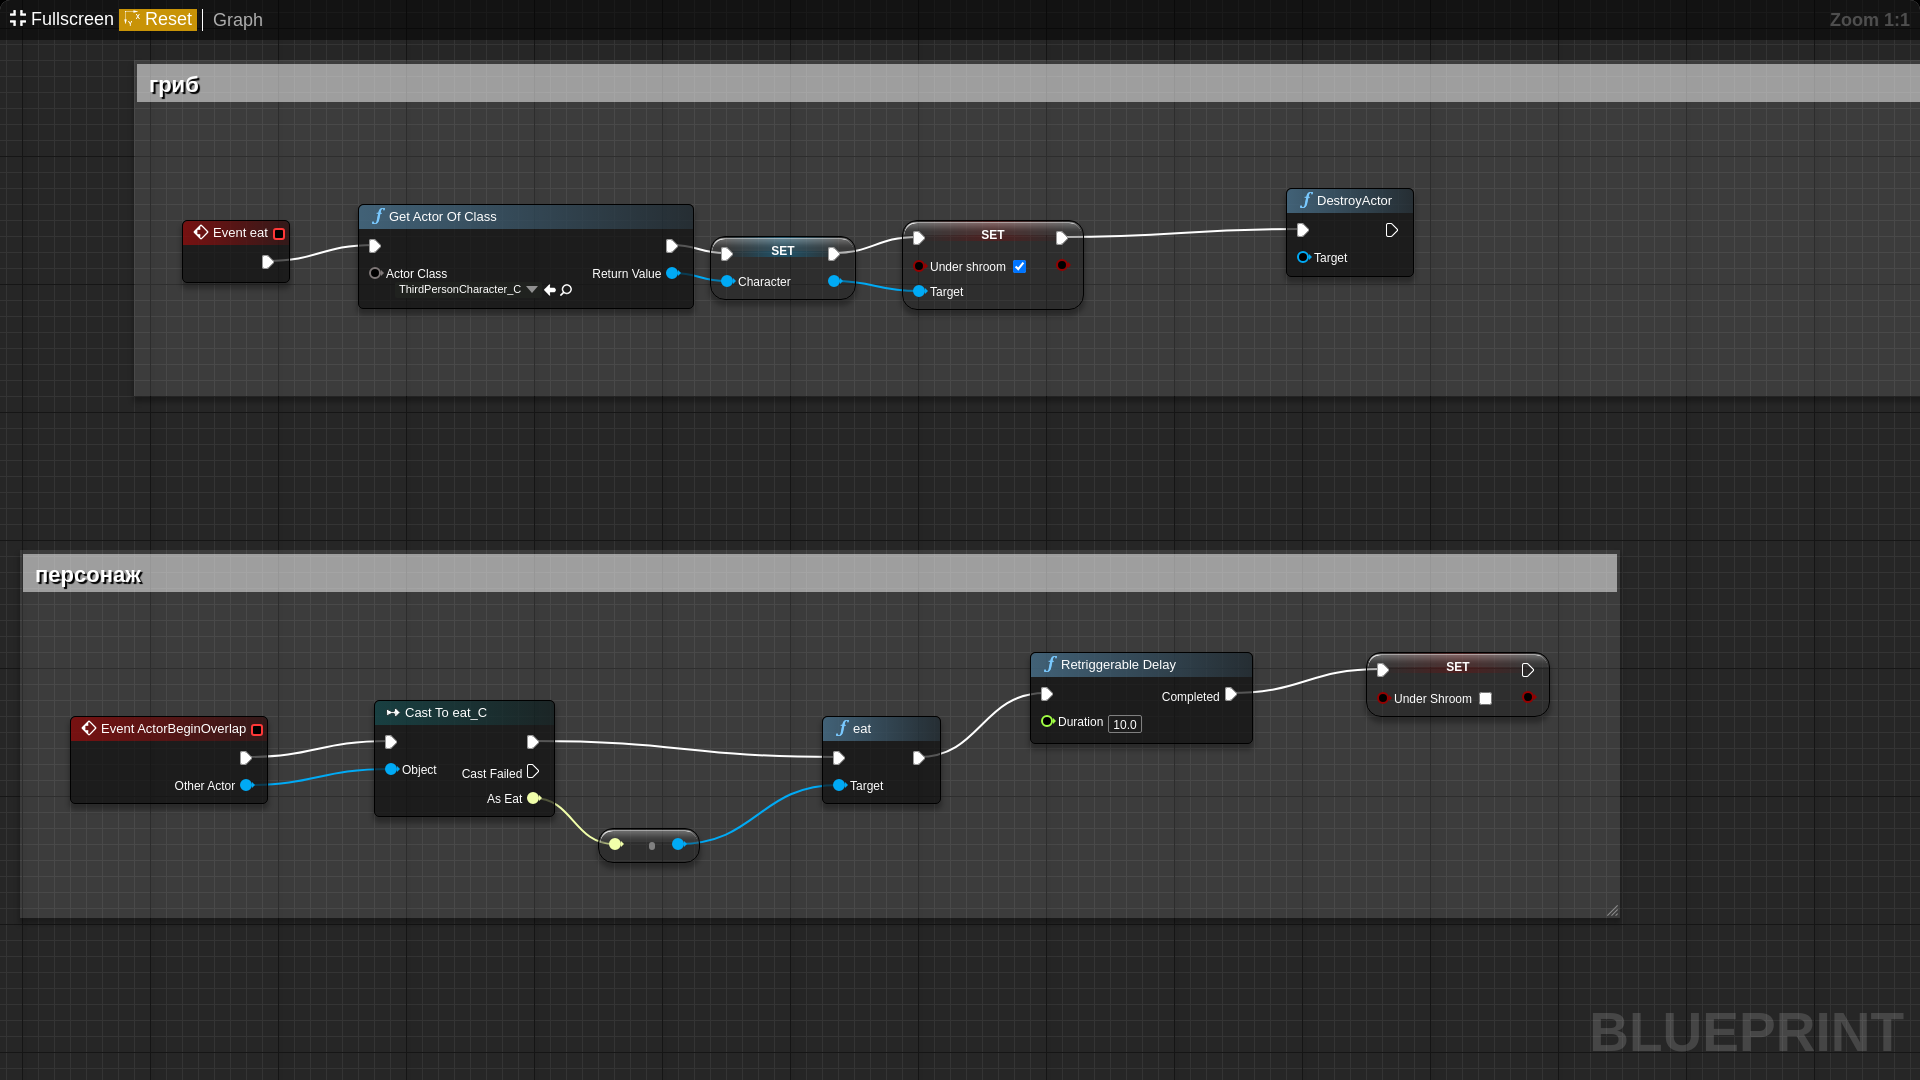 Fullscreen Reset Graph Zoom 1:1
гриб
Event eat
Get Actor Of Class
Actor Class
ThirdPersonCharacter_C
Return Value
SET
Character
SET
Under shroom
Target
DestroyActor
Target
персонаж
Event ActorBeginOverlap
Other Actor
Cast To eat_C
Object
Cast Failed
As Eat
eat
Target
Retriggerable Delay
Completed
Duration 10.0
SET
Under Shroom
BLUEPRINT